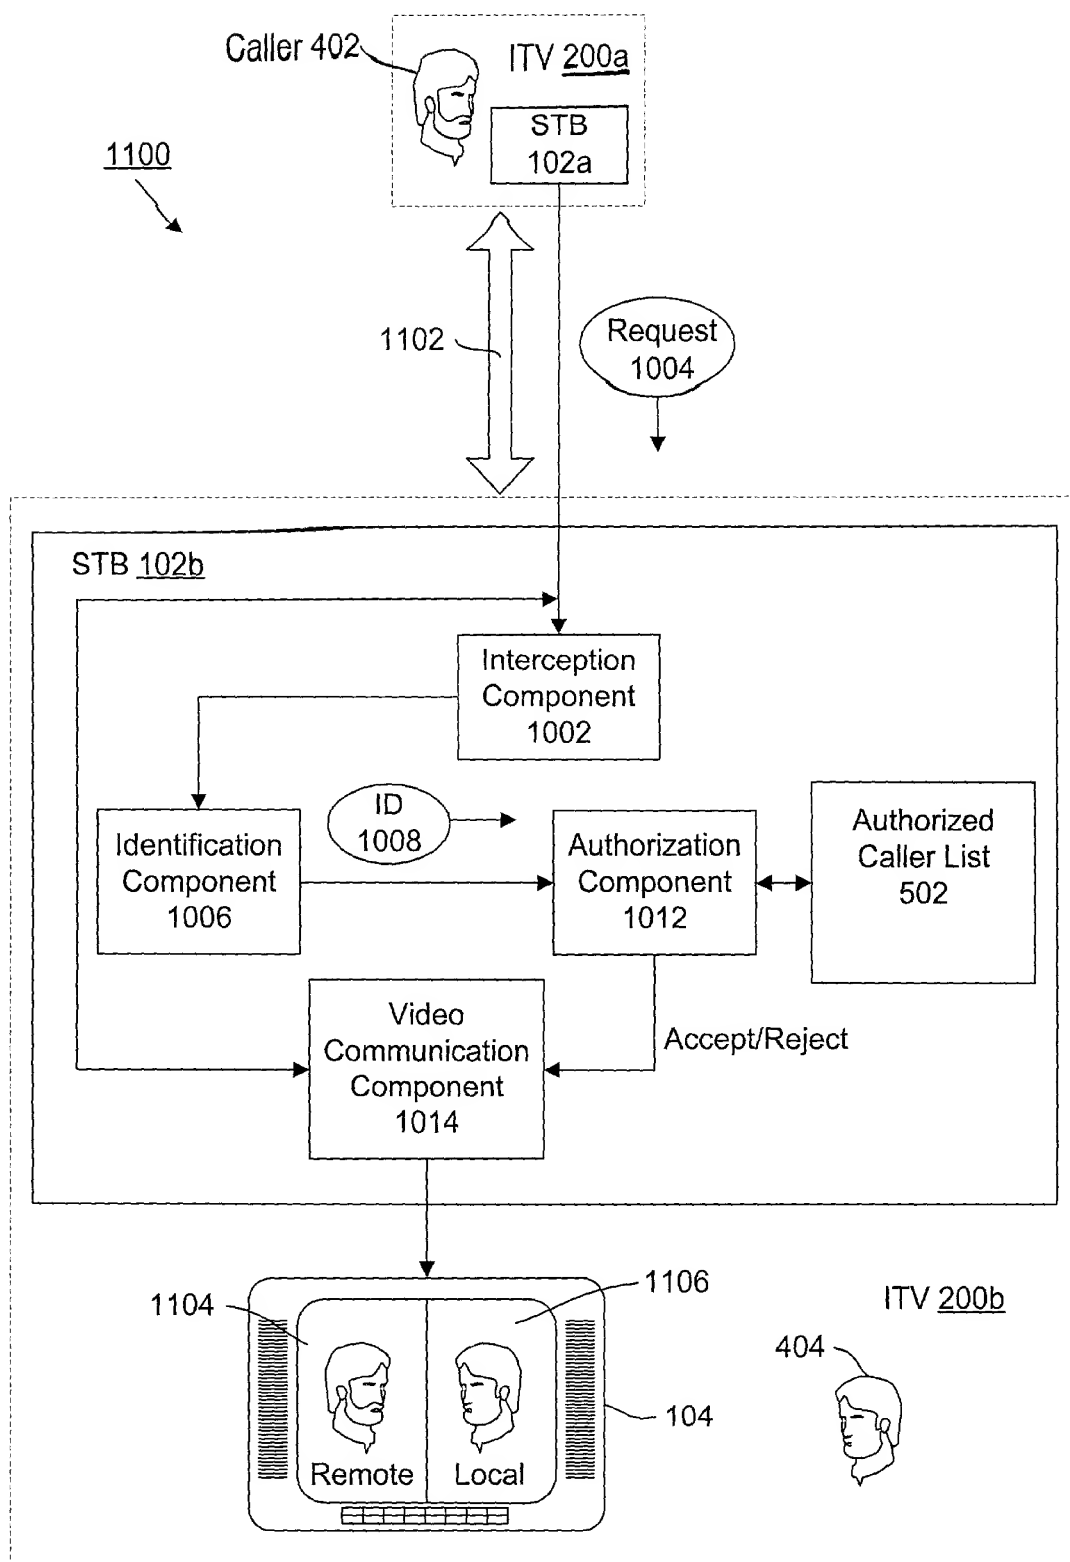 Caller 402
ITV 200a
STB
102a
1100
1102
Request
1004
STB 102b
Interception
Component
1002
ID
1008
Identification
Component
1006
Authorization
Component
1012
Authorized
Caller List
502
Video
Communication
Component
1014
Accept/Reject
1104
1106
ITV 200b
404
104
Remote
Local